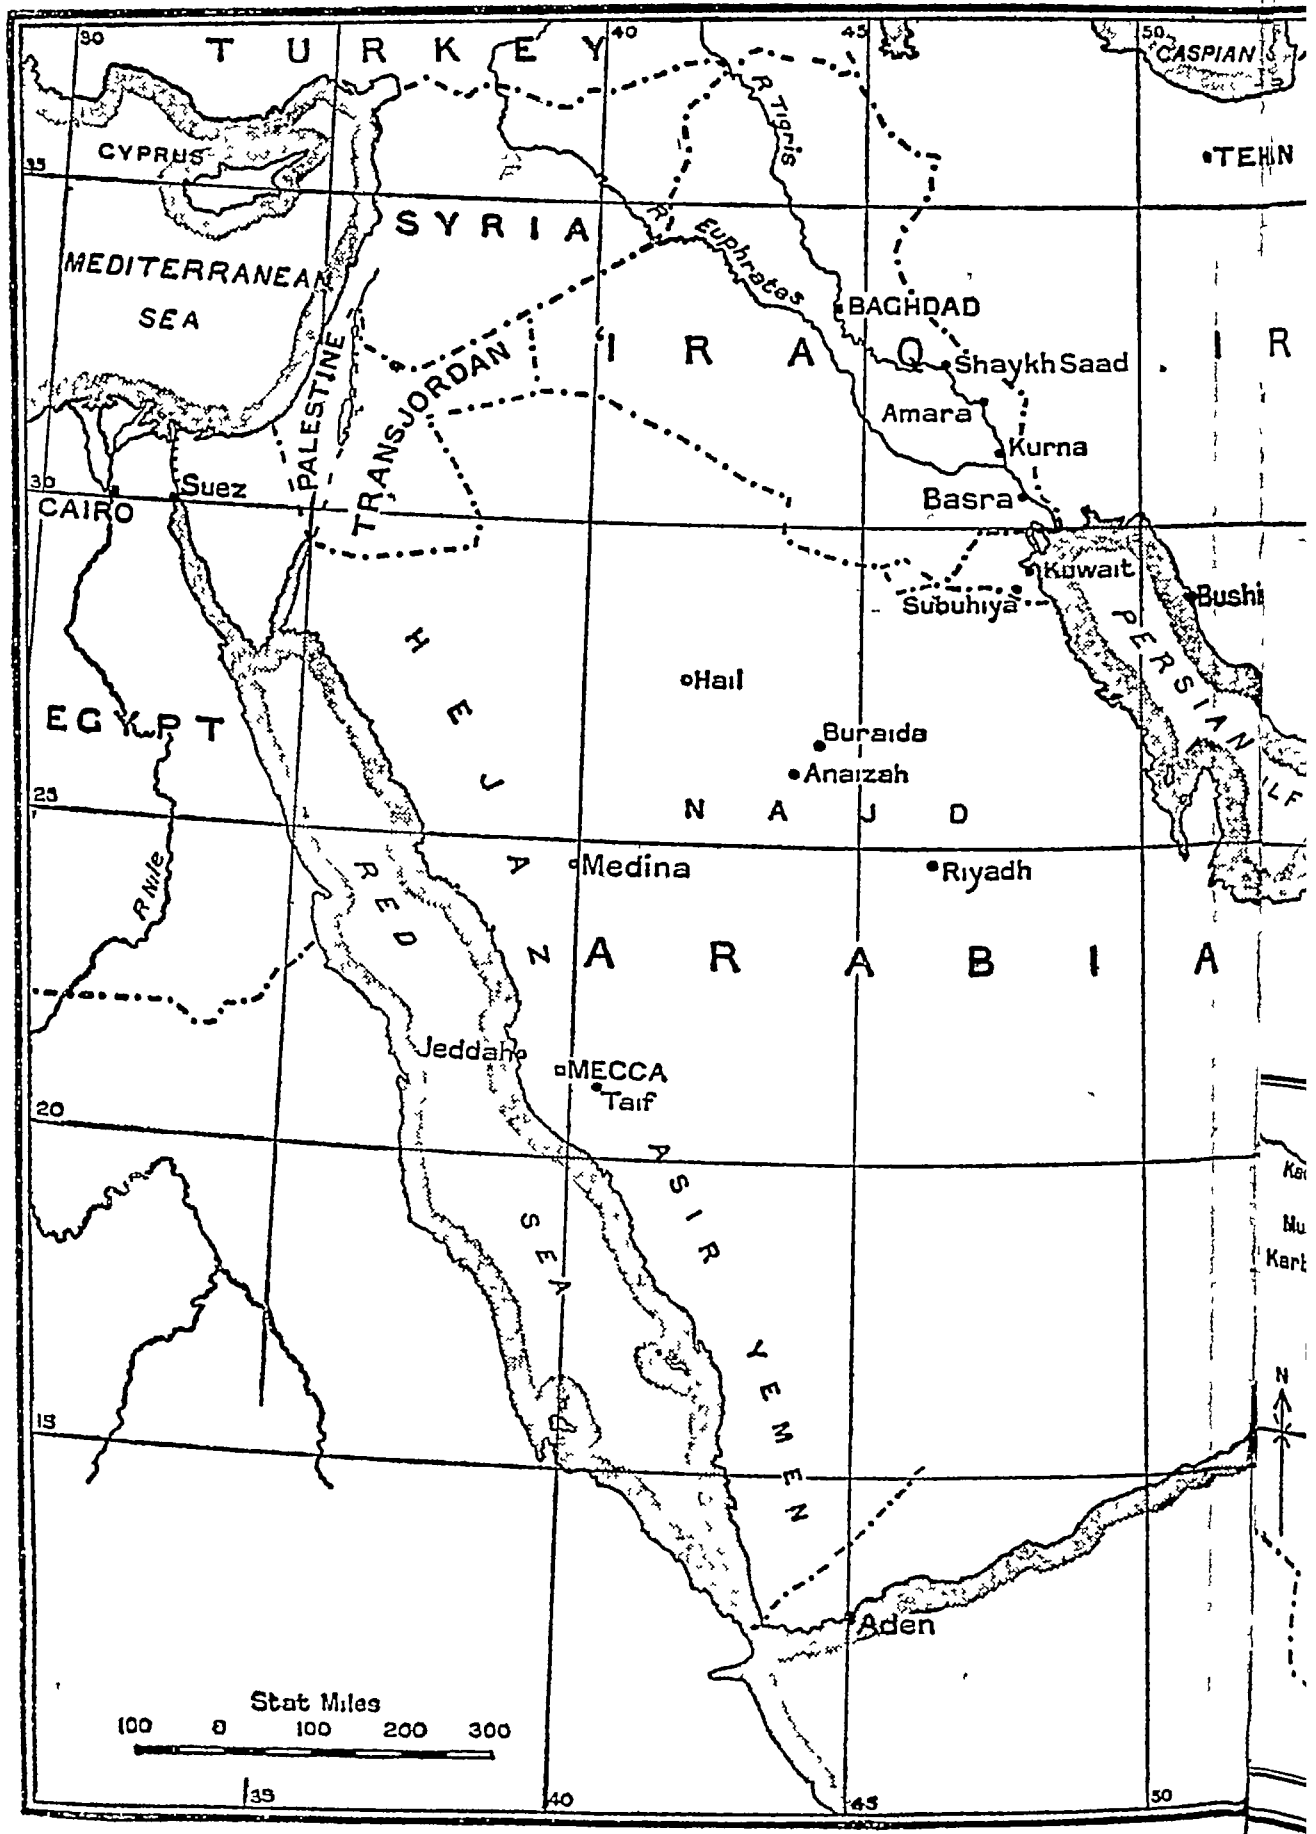 30
40
45
50
TURKEY
CASPIAN
R Tigris
CYPRUS
TEH N
35
SYRIA
R
Euphrates
MEDITERRANEAN
SEA
BAGHDAD
IRAQ
I R
PALESTINE
TRANSJORDAN
Shaykh Saad
Amara
Kurna
Suez
Basra
30
CAIRO
Kuwait
Subuhiya
Bushi
PERSIAN
HEJAZ
Hail
EGYPT
Buraida
Anaizah
25
NAJD
LF
R Nile
RED
Medina
Riyadh
ARABIA
Jeddah
MECCA
Taif
20
ASIR
SEA
Mu
YEMEN
N
15
Aden
Stat Miles
100 0 100 200 300
35
40
45
50